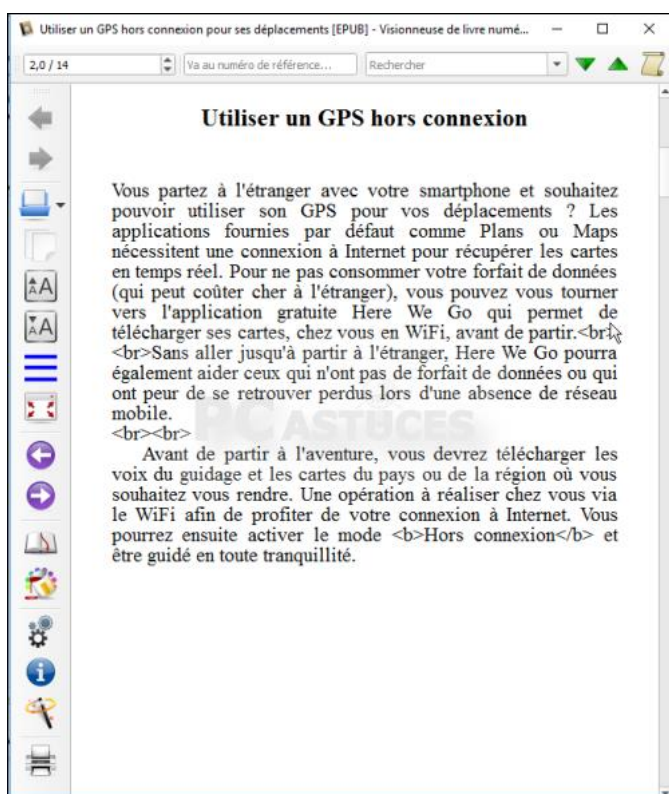 Utiliser un GPS hors connexion pour ses déplacements [EPUB] - Visionneuse de livre numé...
2,0 / 14
Va au numéro de référence...
Rechercher
Utiliser un GPS hors connexion
Vous partez à l'étranger avec votre smartphone et souhaitez
pouvoir utiliser son GPS pour vos déplacements ? Les
applications fournies par défaut comme Plans ou Maps
nécessitent une connexion à Internet pour récupérer les cartes
en temps réel. Pour ne pas consommer votre forfait de données
(qui peut coûter cher à l'étranger), vous pouvez vous tourner
vers l'application gratuite Here We Go qui permet de
télécharger ses cartes, chez vous en WiFi, avant de partir.<br>
<br>Sans aller jusqu'à partir à l'étranger, Here We Go pourra
également aider ceux qui n'ont pas de forfait de données ou qui
ont peur de se retrouver perdus lors d'une absence de réseau
mobile.
PC ASTUCES
<br><br>
Avant de partir à l'aventure, vous devrez télécharger les
voix du guidage et les cartes du pays ou de la région où vous
souhaitez vous rendre. Une opération à réaliser chez vous via
le WiFi afin de profiter de votre connexion à Internet. Vous
pourrez ensuite activer le mode <b>Hors connexion</b> et
être guidé en toute tranquillité.